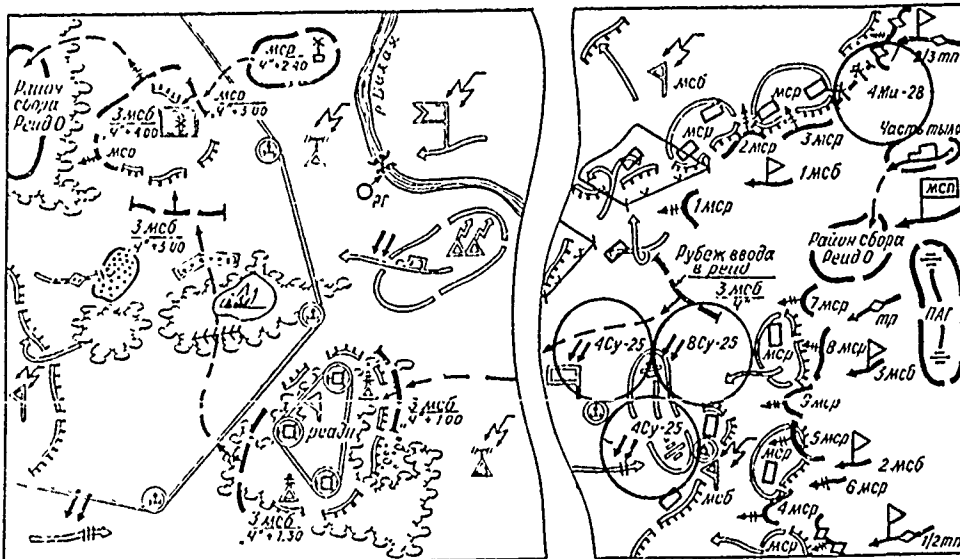 мср
Ч"+2.40
Район
сбора
Рейд О
мср
Ч"+3.00
3 мсб
Ч"+4.00
мср
3 мсб
Ч"+3.00
РГ
3 мсб
Ч"+1.00
3 мсб
Ч"+1.30
мсб
мср
мср
мср
2 мср
3 мср
2/3 тп
4 Ми-28
Часть тыла
1 мсб
мсп
1 мср
Рубеж ввода
в рейд
3 мсб
Ч"
Район
сбора
Рейд О
4 Су-25
8 Су-25
7 мср
тр
ПАГ
мср
8 мср
3 мсб
9 мср
4 Су-25
5 мср
мср
2 мсб
6 мср
мсб
4 мср
мср
1/2 тп